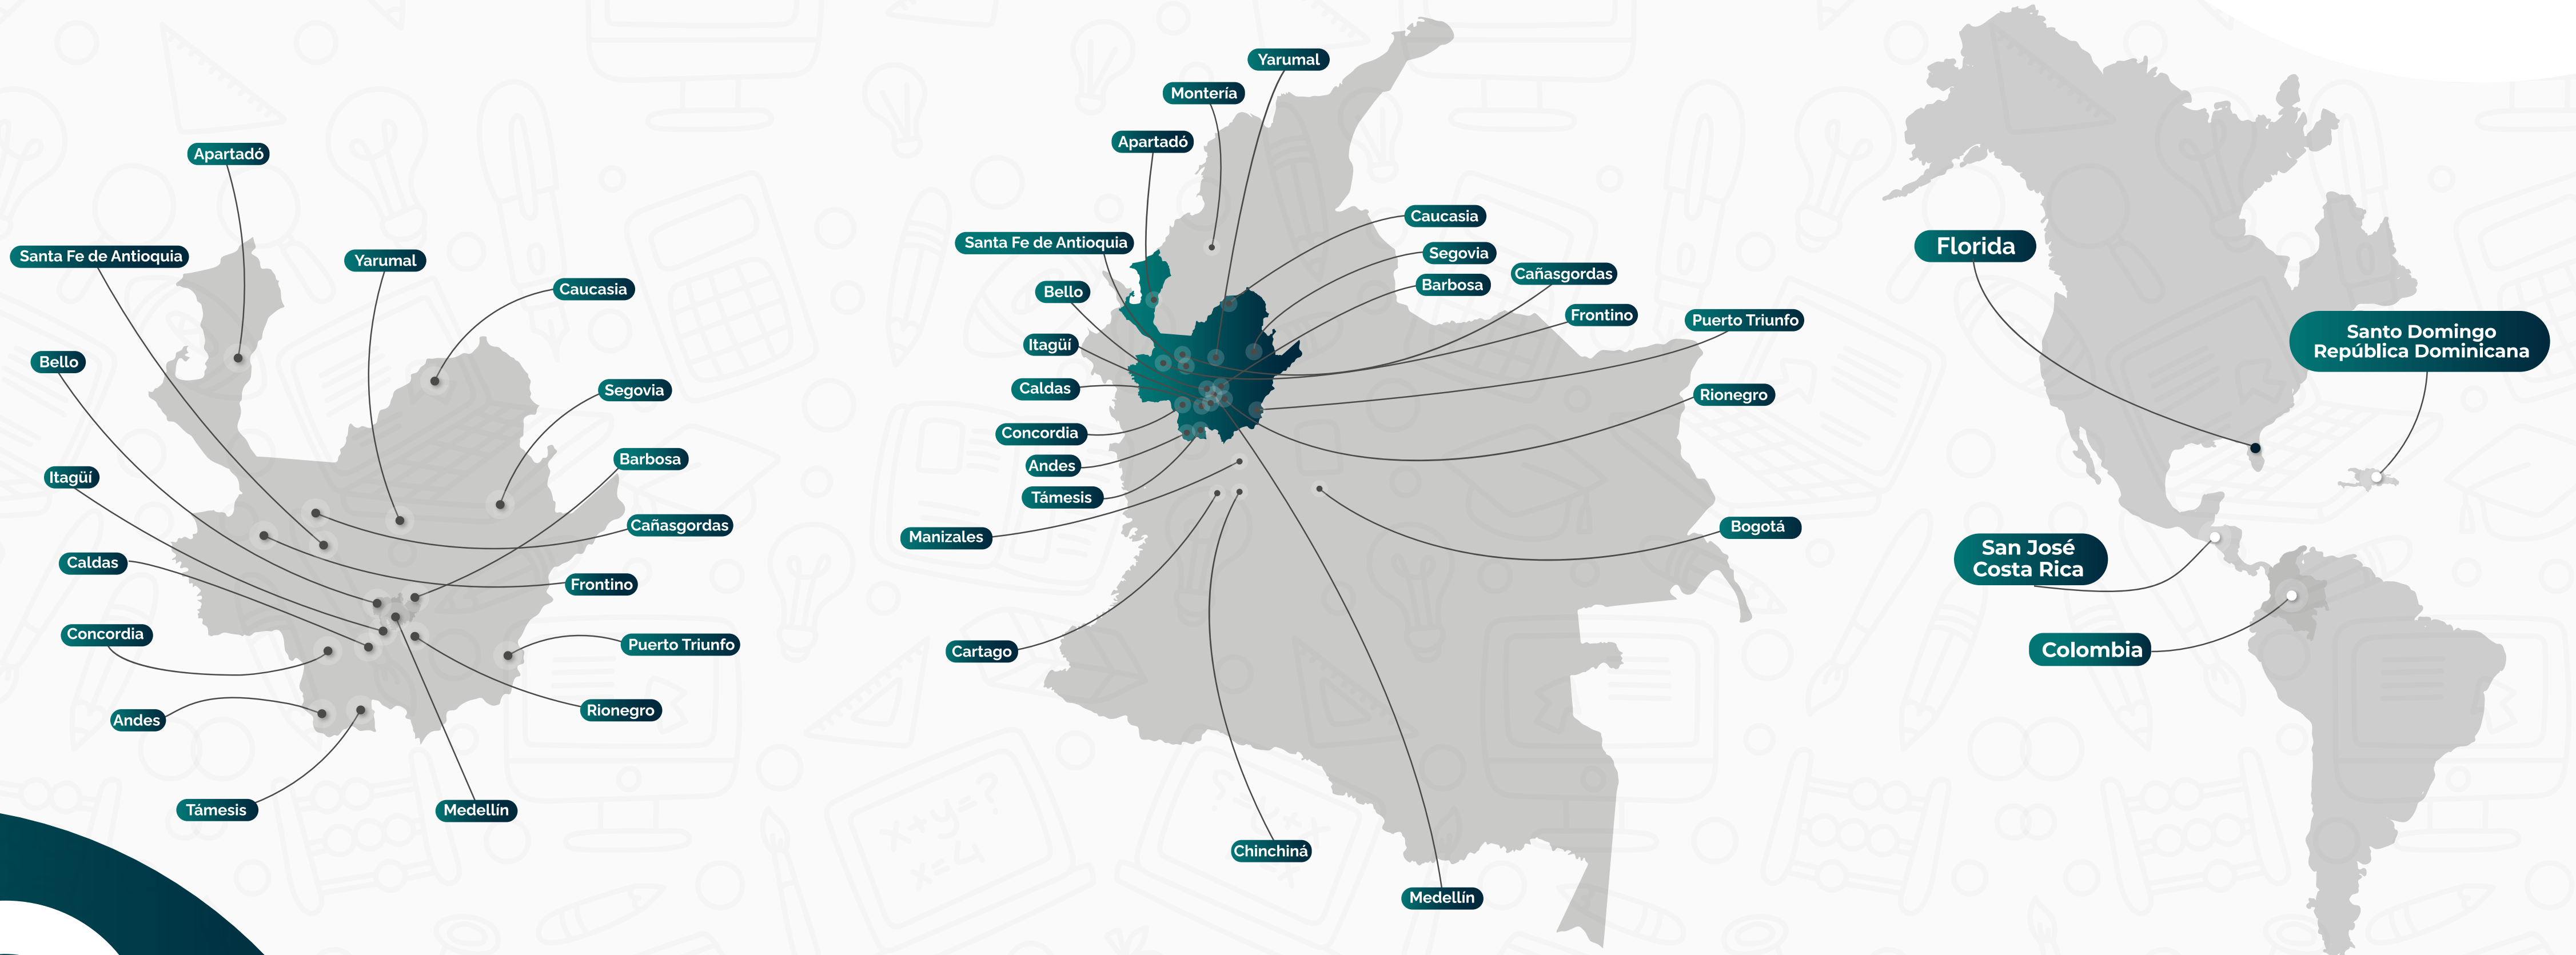 Apartadó
Santa Fe de Antioquia
Yarumal
Caucasia
Bello
Segovia
Barbosa
Itagüí
Cañasgordas
Caldas
Frontino
Concordia
Puerto Triunfo
Andes
Rionegro
Támesis
Medellín
Yarumal
Montería
Apartadó
Caucasia
Santa Fe de Antioquia
Segovia
Cañasgordas
Barbosa
Bello
Frontino
Puerto Triunfo
Itagüí
Caldas
Rionegro
Concordia
Andes
Támesis
Manizales
Bogotá
Cartago
Chinchiná
Medellín
Florida
Santo Domingo
República Dominicana
San José
Costa Rica
Colombia
x+y=?
x=4